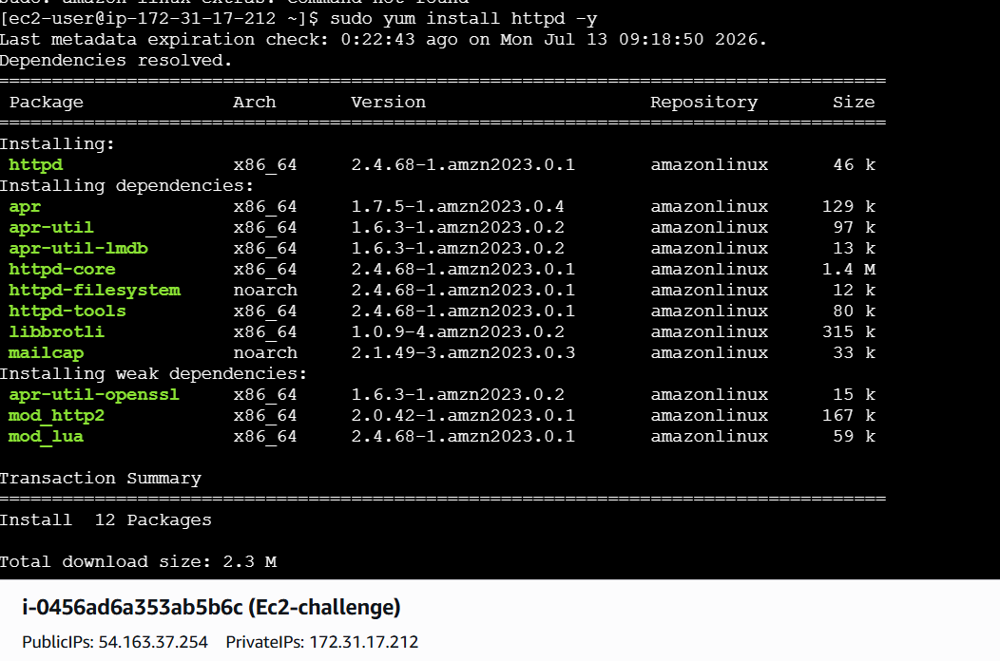 sudo: amazon-linux-extras: command not found
[ec2-user@ip-172-31-17-212 ~]$ sudo yum install httpd -y
Last metadata expiration check: 0:22:43 ago on Mon Jul 13 09:18:50 2026.
Dependencies resolved.
================================================================================
Package Arch Version Repository Size
================================================================================
Installing:
httpd x86_64 2.4.68-1.amzn2023.0.1 amazonlinux 46 k
Installing dependencies:
apr x86_64 1.7.5-1.amzn2023.0.4 amazonlinux 129 k
apr-util x86_64 1.6.3-1.amzn2023.0.2 amazonlinux 97 k
apr-util-lmdb x86_64 1.6.3-1.amzn2023.0.2 amazonlinux 13 k
httpd-core x86_64 2.4.68-1.amzn2023.0.1 amazonlinux 1.4 M
httpd-filesystem noarch 2.4.68-1.amzn2023.0.1 amazonlinux 12 k
httpd-tools x86_64 2.4.68-1.amzn2023.0.1 amazonlinux 80 k
libbrotli x86_64 1.0.9-4.amzn2023.0.2 amazonlinux 315 k
mailcap noarch 2.1.49-3.amzn2023.0.3 amazonlinux 33 k
Installing weak dependencies:
apr-util-openssl x86_64 1.6.3-1.amzn2023.0.2 amazonlinux 15 k
mod_http2 x86_64 2.0.42-1.amzn2023.0.1 amazonlinux 167 k
mod_lua x86_64 2.4.68-1.amzn2023.0.1 amazonlinux 59 k
Transaction Summary
================================================================================
Install 12 Packages
Total download size: 2.3 M
i-0456ad6a353ab5b6c (Ec2-challenge)
PublicIPs: 54.163.37.254 PrivateIPs: 172.31.17.212